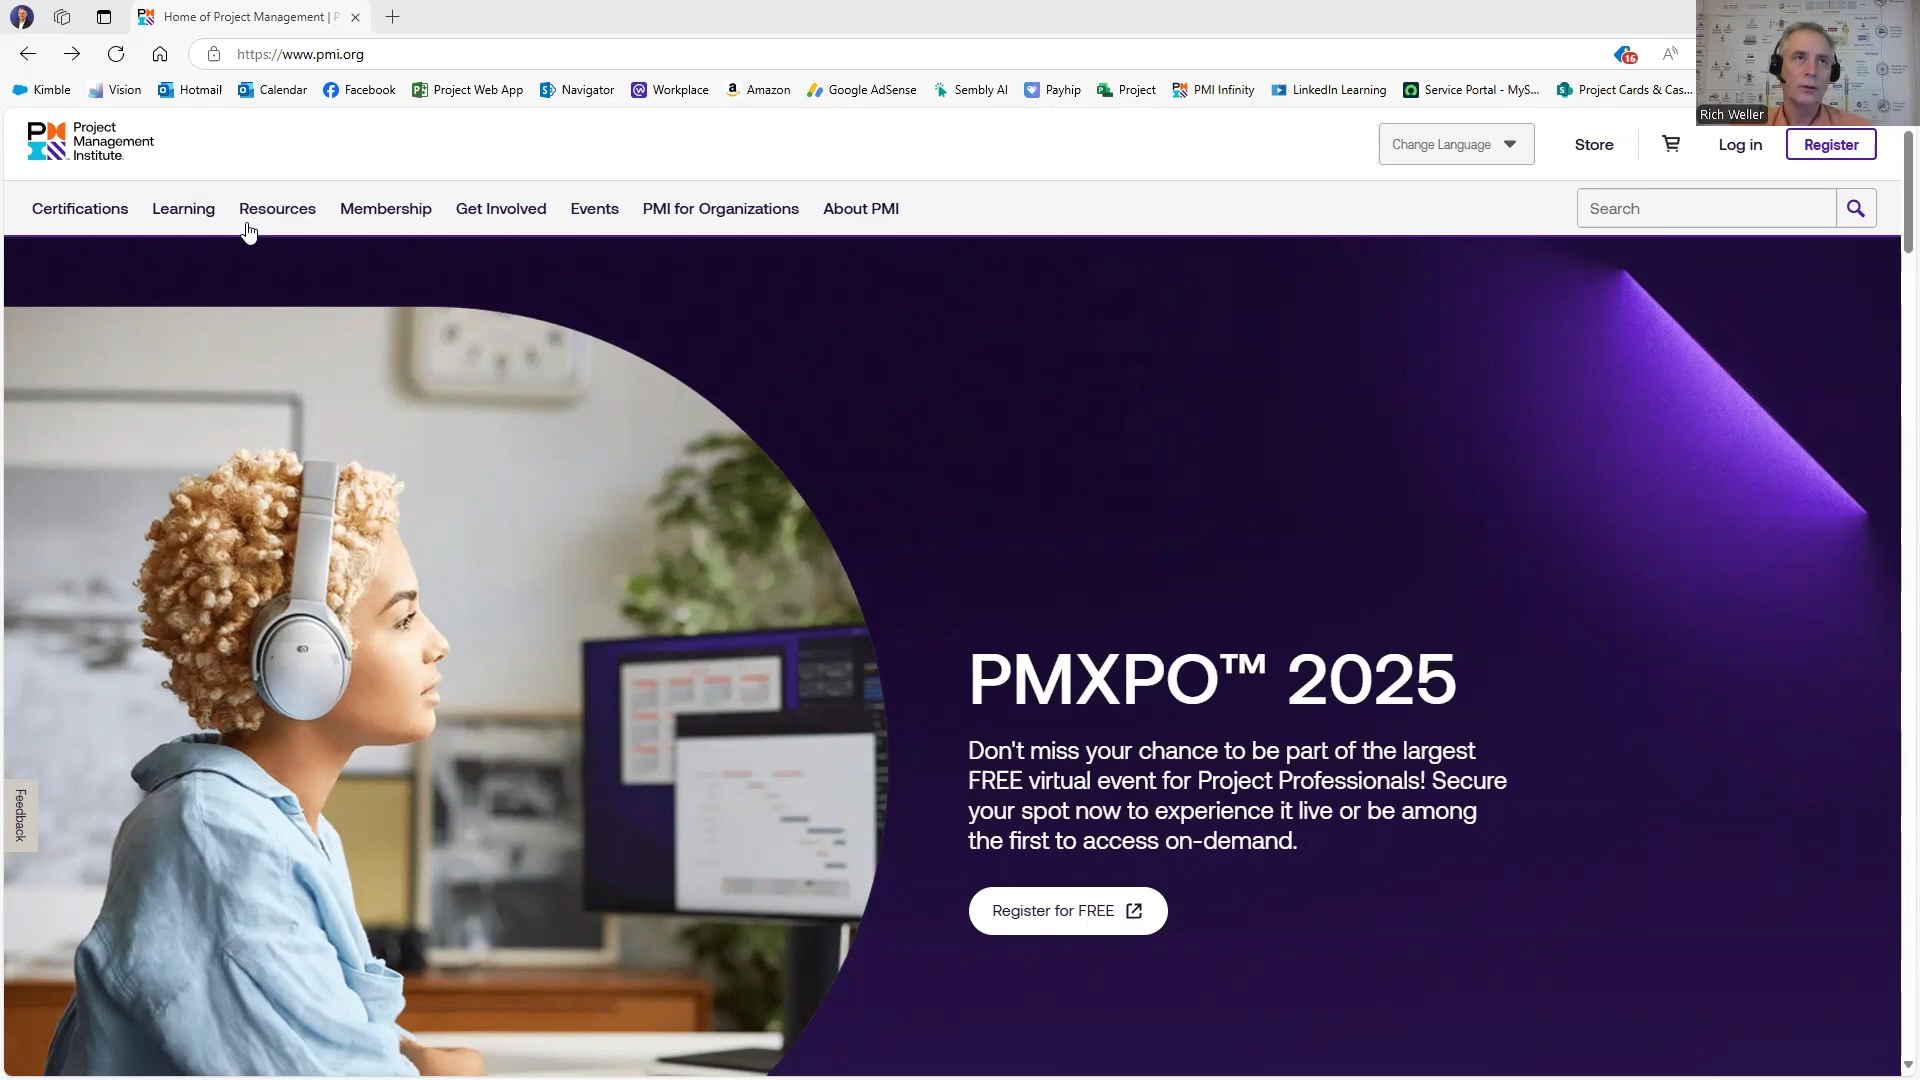 Home of Project Management | P
https://www.pmi.org
16
Kimble
Vision
Hotmail
Calendar
Facebook
Project Web App
Navigator
Workplace
Amazon
Google AdSense
Sembly AI
Payhip
Project
PMI Infinity
LinkedIn Learning
Service Portal - MyS...
Project Cards & Cas...
Rich Weller
Project
Management
Institute.
Change Language
Store
Log in
Register
Certifications
Learning
Resources
Membership
Get Involved
Events
PMI for Organizations
About PMI
Search
PMXPO™ 2025
Don't miss your chance to be part of the largest
FREE virtual event for Project Professionals! Secure
your spot now to experience it live or be among
the first to access on-demand.
Register for FREE
Feedback